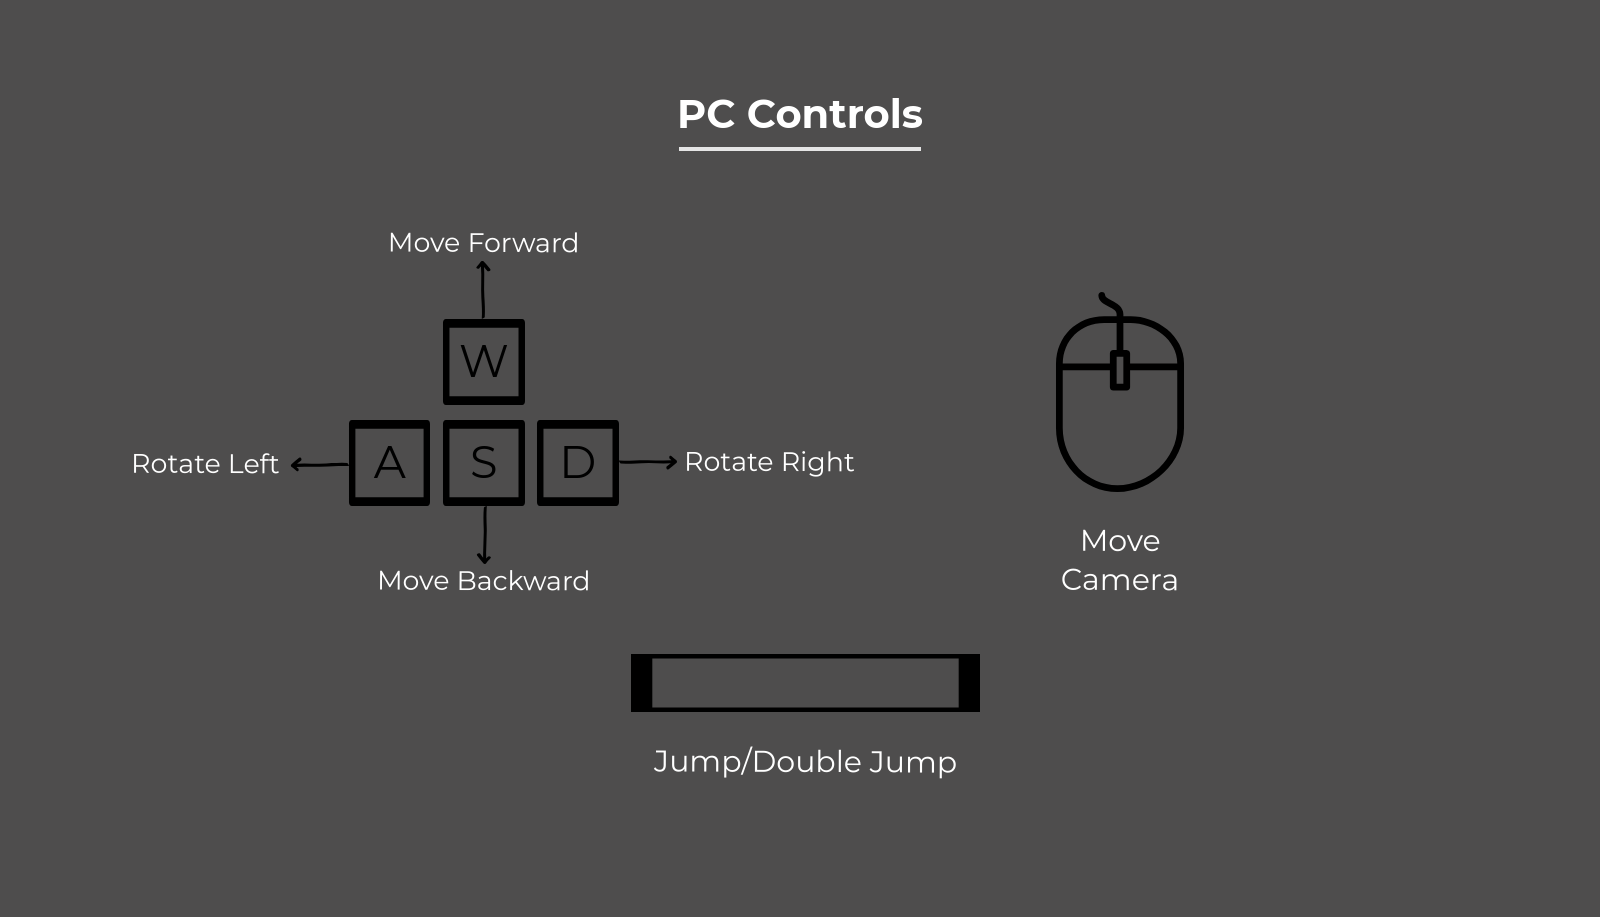 PC Controls
Move Forward
W
Rotate Left
A
S
D
Rotate Right
Move Backward
Move
Camera
Jump/Double Jump